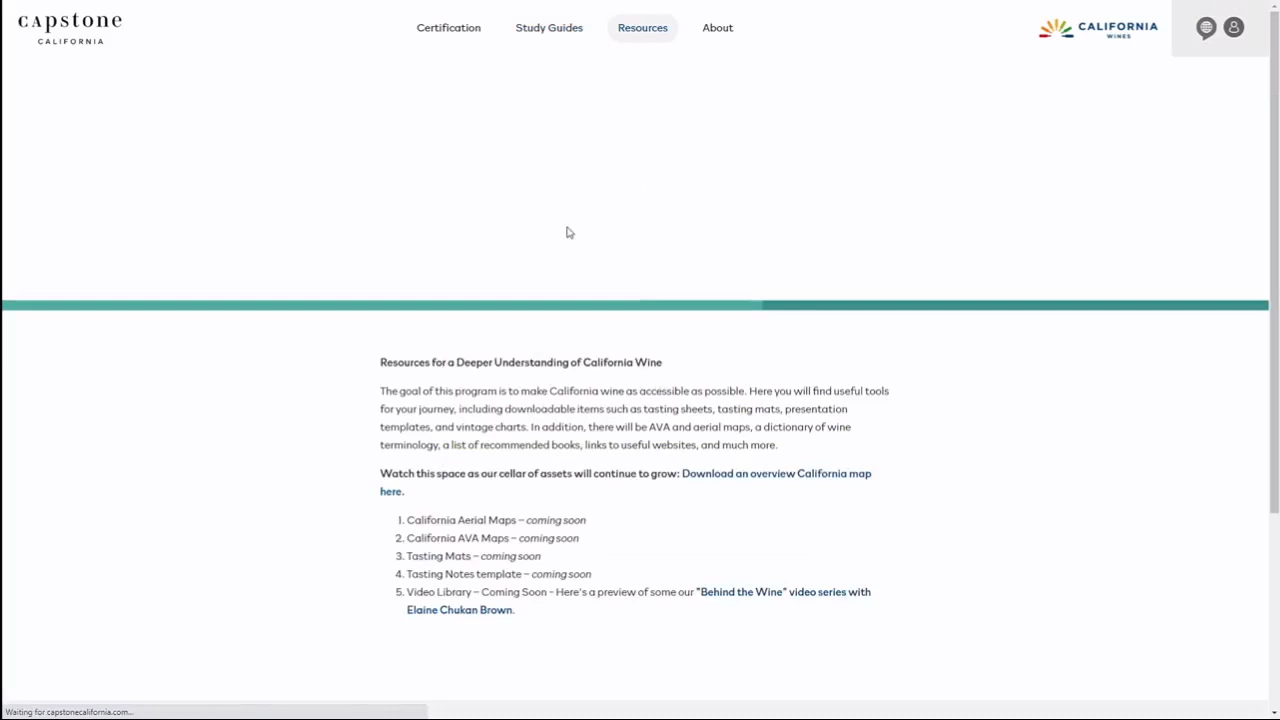 capstone
CALIFORNIA
Certification
Study Guides
Resources
About
CALIFORNIA
WINES
Resources for a Deeper Understanding of California Wine
The goal of this program is to make California wine as accessible as possible. Here you will find useful tools
for your journey, including downloadable items such as tasting sheets, tasting mats, presentation
templates, and vintage charts. In addition, there will be AVA and aerial maps, a dictionary of wine
terminology, a list of recommended books, links to useful websites, and much more.
Watch this space as our cellar of assets will continue to grow: Download an overview California map
here.
1. California Aerial Maps – coming soon
2. California AVA Maps – coming soon
3. Tasting Mats – coming soon
4. Tasting Notes template – coming soon
5. Video Library – Coming Soon - Here's a preview of some our "Behind the Wine" video series with
Elaine Chukan Brown.
Waiting for capstonecalifornia.com...